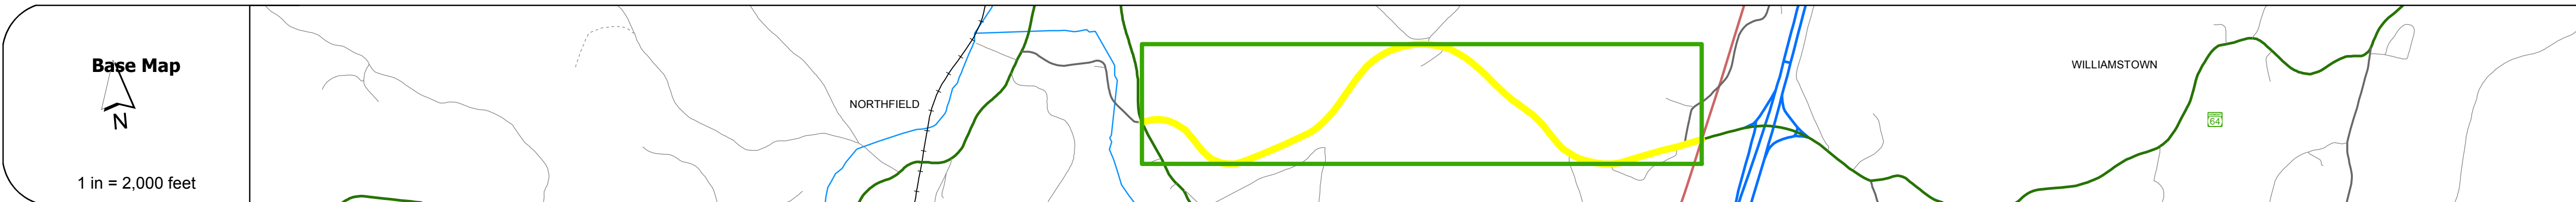 Base Map
N
1 in = 2,000 feet
NORTHFIELD
WILLIAMSTOWN
64